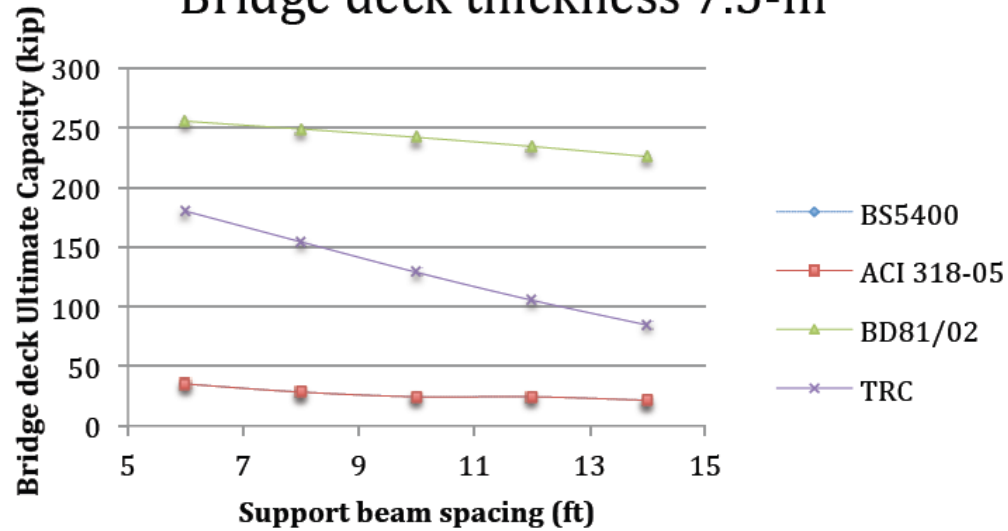 Bridge deck thickness 7.5-in
Bridge deck Ultimate Capacity (kip)
300
250
200
150
100
50
0
5 7 9 11 13 15
Support beam spacing (ft)
BS5400
ACI 318-05
BD81/02
TRC